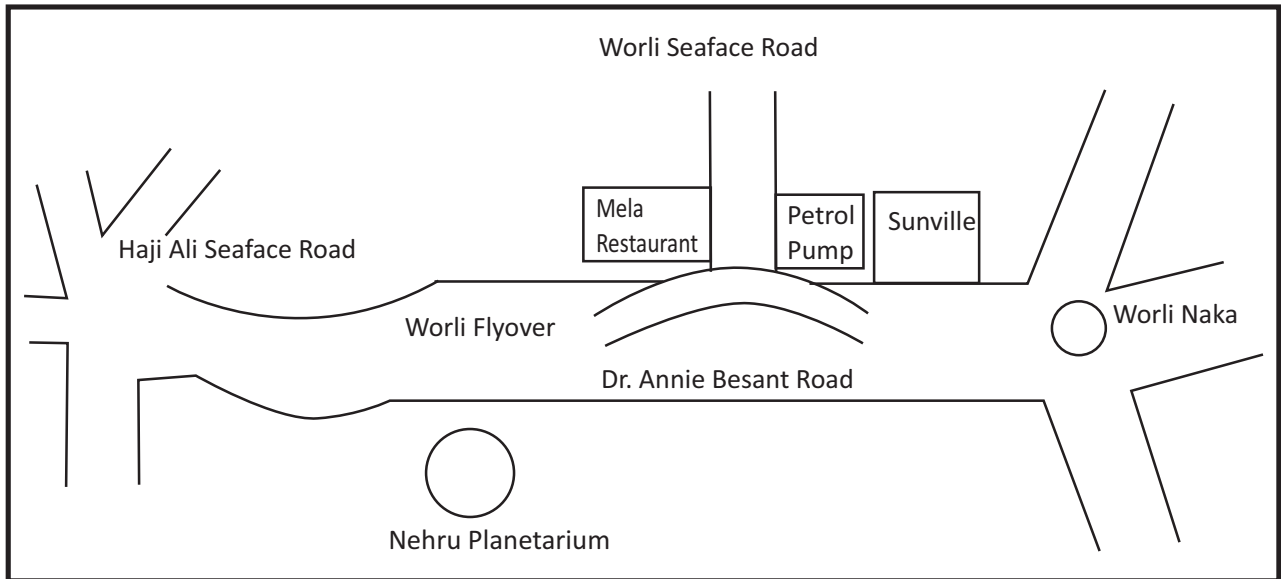 Worli Seaface Road
Mela
Restaurant
Petrol
Pump
Sunville
Haji Ali Seaface Road
Worli Flyover
Worli Naka
Dr. Annie Besant Road
Nehru Planetarium